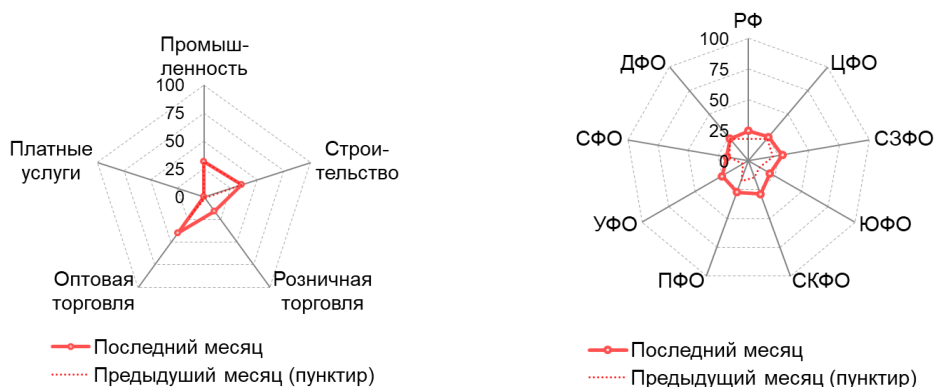 Промыш-
ленность
100
75
50
25
0
Платные
услуги
Строи-
тельство
Оптовая
торговля
Розничная
торговля
Последний месяц
Предыдуший месяц (пунктир)
РФ
100
75
50
25
0
ДФО
ЦФО
СФО
СЗФО
УФО
ЮФО
ПФО
СКФО
Последний месяц
Предыдущий месяц (пунктир)